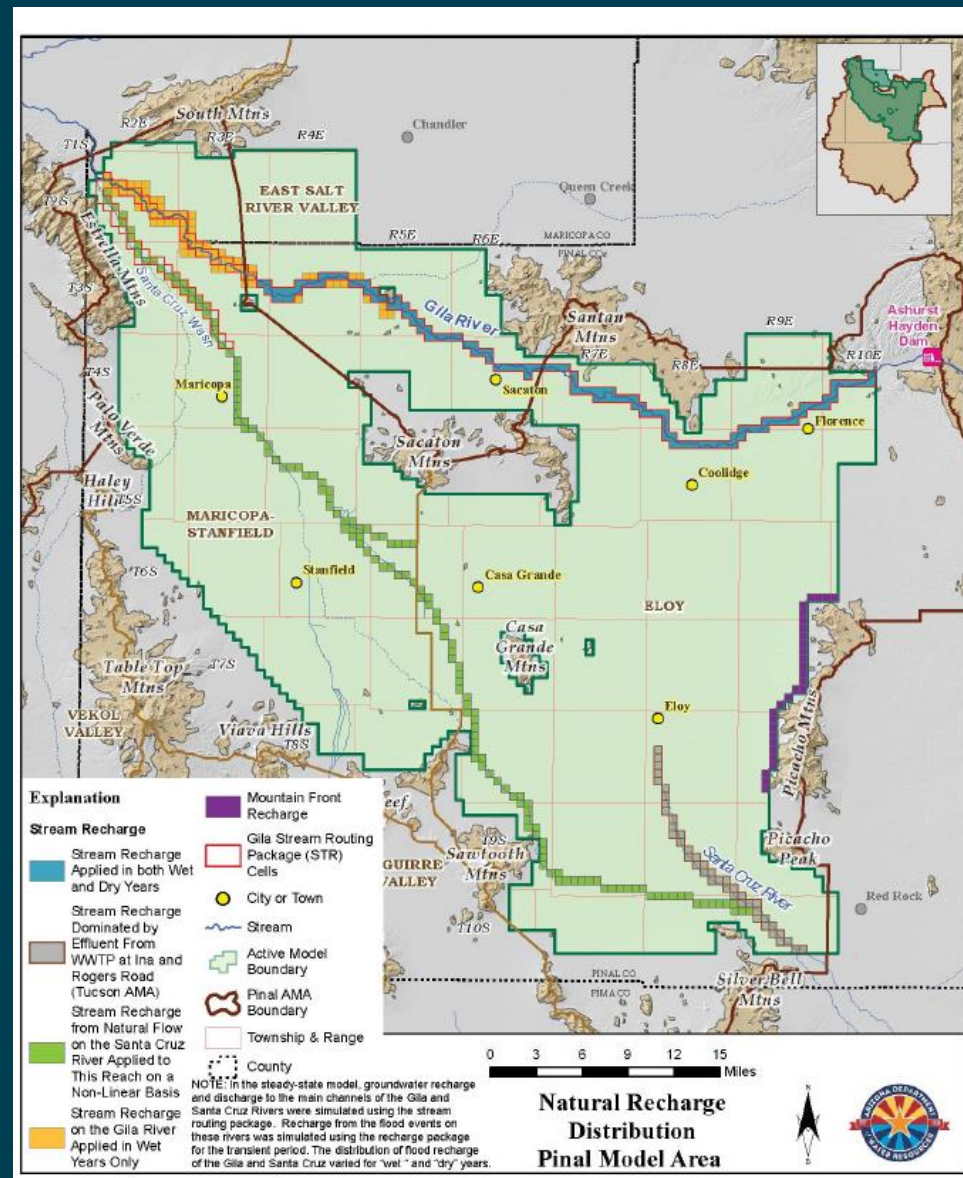 South Mtns
Chandler
T1S
R2E
R3E
R4E
EAST SALT
RIVER VALLEY
Queen Creek
T2S
R5E
R6E
MARICOPA CO
PINAL CO
Estrella Mtns
Santa Cruz Wash
T3S
Gila River
Santan
Mtns
R7E
R8E
R9E
R10E
Ashurst
Hayden
Dam
T4S
Maricopa
Sacaton
Florence
Palo Verde
Mtns
Sacaton
Mtns
Coolidge
Haley
Hills
T5S
MARICOPA-
STANFIELD
Stanfield
Casa Grande
T6S
ELOY
Casa
Grande
Mtns
Table Top
Mtns
T7S
Eloy
VEKOL
VALLEY
Viava Hills
T8S
Picacho Mtns
Picacho
Peak
eef
T9S
Sawtooth
Mtns
GUIRRE
VALLEY
Santa Cruz River
Red Rock
T10S
PINAL CO
PIMA CO
Silver Bell
Mtns
Explanation
Stream Recharge
Stream Recharge
Applied in both Wet
and Dry Years
Stream Recharge
Dominated by
Effluent From
WWTP at Ina and
Rogers Road
(Tucson AMA)
Stream Recharge
from Natural Flow
on the Santa Cruz
River Applied to
This Reach on a
Non-Linear Basis
Stream Recharge
on the Gila River
Applied in Wet
Years Only
Mountain Front
Recharge
Gila Stream Routing
Package (STR)
Cells
City or Town
Stream
Active Model
Boundary
Pinal AMA
Boundary
Township & Range
County
NOTE: In the steady-state model, groundwater recharge
and discharge to the main channels of the Gila and
Santa Cruz Rivers were simulated using the stream
routing package. Recharge from the flood events on
these rivers was simulated using the recharge package
for the transient period. The distribution of flood recharge
of the Gila and Santa Cruz varied for "wet " and "dry" years.
0 3 6 9 12 15
Miles
Natural Recharge
Distribution
Pinal Model Area
N
ARIZONA DEPARTMENT
OF WATER RESOURCES